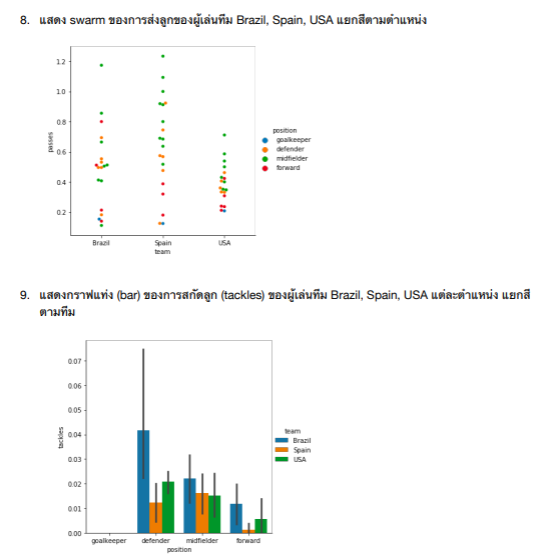 8. แสดง swarm ของการส่งลูกของผู้เล่นทีม Brazil, Spain, USA แยกสีตามตำแหน่ง
1.2
1.0
0.8
0.6
0.4
0.2
passes
Brazil Spain USA
team
position
goalkeeper
defender
midfielder
forward
9. แสดงกราฟแท่ง (bar) ของการสกัดลูก (tackles) ของผู้เล่นทีม Brazil, Spain, USA แต่ละตำแหน่ง แยกสี
ตามทีม
0.07
0.06
0.05
0.04
0.03
0.02
0.01
0.00
tackles
goalkeeper defender midfielder forward
position
team
Brazil
Spain
USA